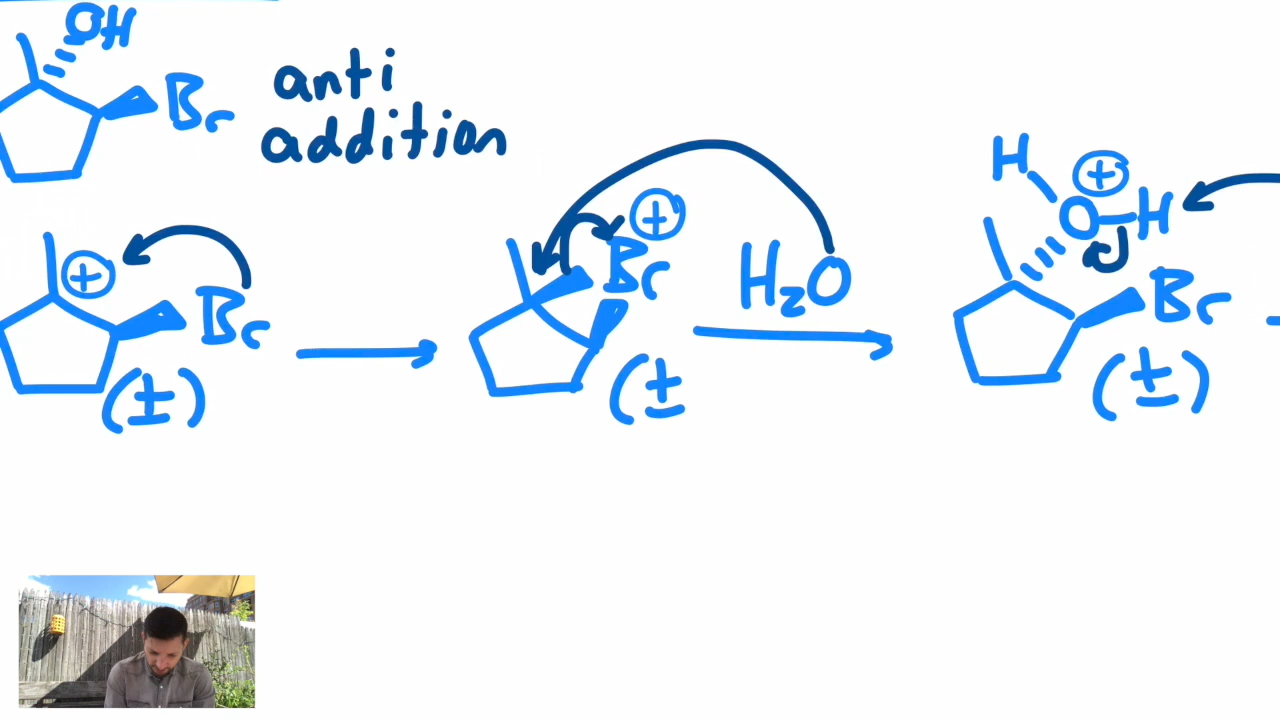 OH
Br
anti
addition
H
⊕
O
H
⊕
Br
⊕
Br
H₂O
Br
(±)
(±
(±)